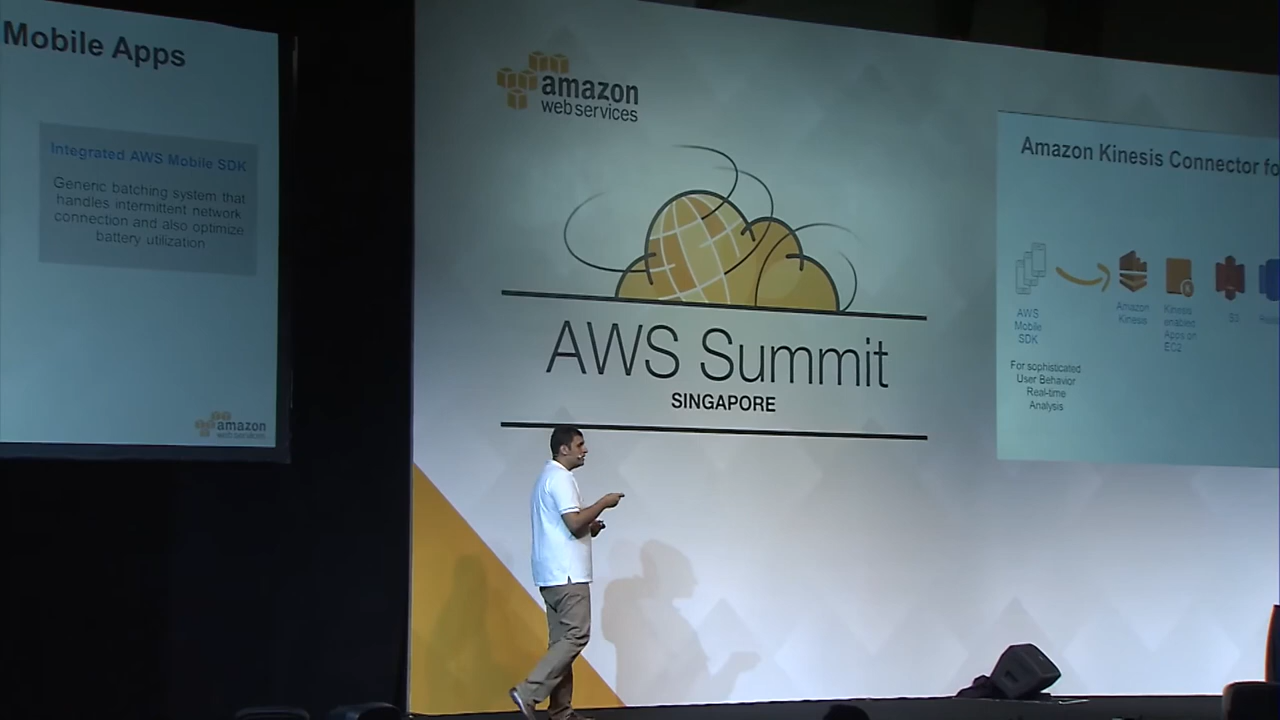 Mobile Apps
Integrated AWS Mobile SDK
Generic batching system that
handles intermittent network
connection and also optimize
battery utilization
amazon
web services
amazon
web services
AWS Summit
SINGAPORE
Amazon Kinesis Connector fo
AWS
Mobile
SDK
For sophisticated
User Behavior
Real-time
Analysis
Amazon
Kinesis
Kinesis
enabled
Apps on
EC2
S3